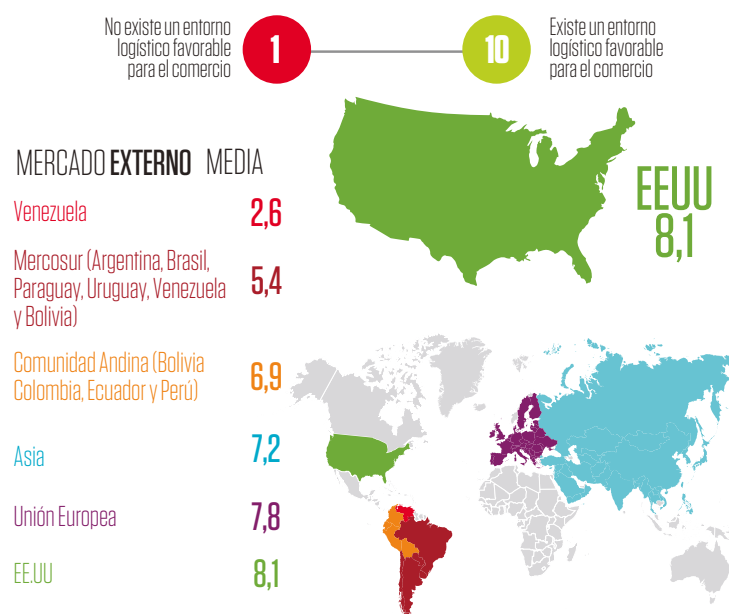 No existe un entorno
logístico favorable
para el comercio
1
10
Existe un entorno
logístico favorable
para el comercio
MERCADO EXTERNO MEDIA
EEUU
8,1
Venezuela 2,6
Mercosur (Argentina, Brasil,
Paraguay, Uruguay, Venezuela
y Bolivia)
5,4
Comunidad Andina (Bolivia
Colombia, Ecuador y Perú)
6,9
Asia 7,2
Unión Europea 7,8
EE.UU 8,1